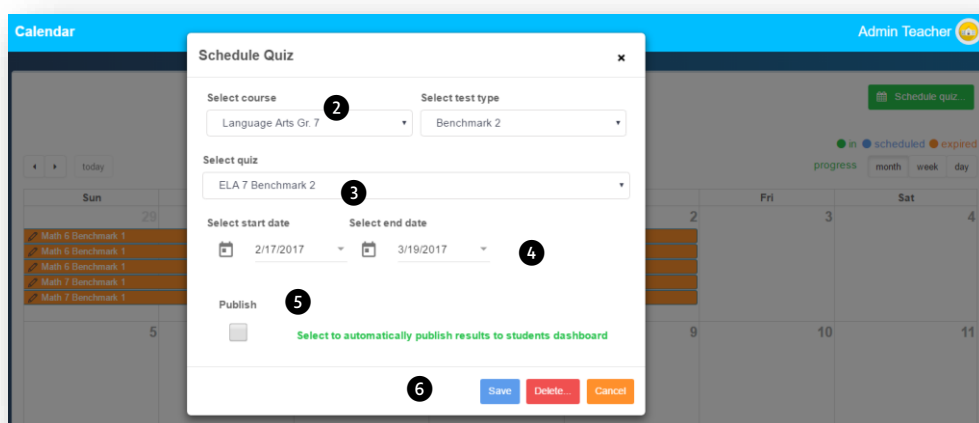 Calendar
Admin Teacher
Schedule Quiz
×
Schedule quiz...
Select course
2
Select test type
Language Arts Gr. 7
Benchmark 2
in scheduled expired
progress
Select quiz
today
month week day
ELA 7 Benchmark 2
3
Sun
Fri
Sat
29
2
3
4
Select start date
Select end date
2/17/2017
3/19/2017
4
Math 6 Benchmark 1
Math 6 Benchmark 1
Math 6 Benchmark 1
Math 7 Benchmark 1
Math 7 Benchmark 1
Publish
5
Select to automatically publish results to students dashboard
5
9
10
11
6
Save
Delete...
Cancel